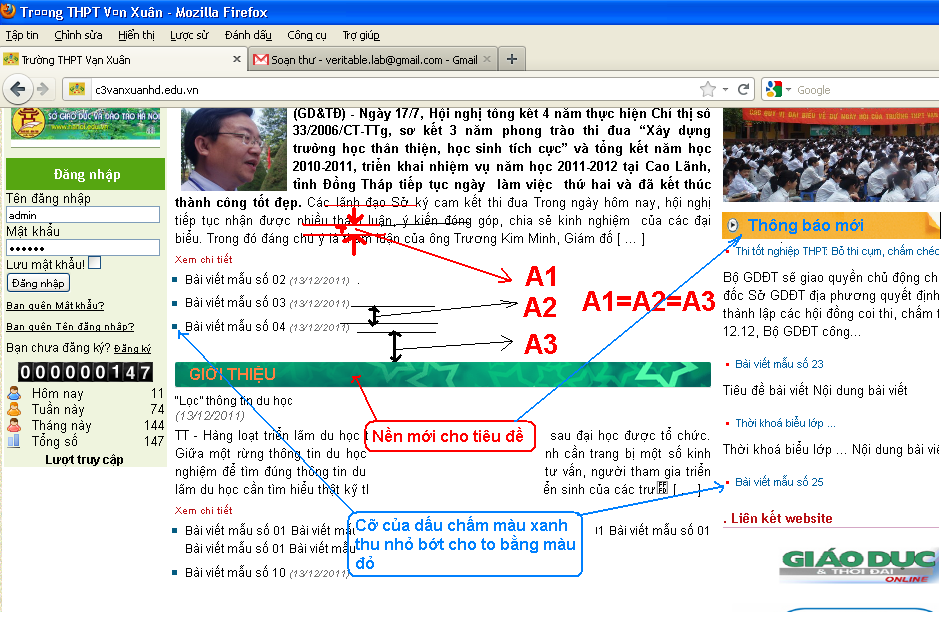 Trường THPT Vạn Xuân - Mozilla Firefox
Tập tin Chỉnh sửa Hiển thị Lược sử Đánh dấu Công cụ Trợ giúp
Trường THPT Vạn Xuân
Soạn thư - veritable.lab@gmail.com - Gmail
c3vanxuanhd.edu.vn
Google
SỞ GIÁO DỤC VÀ ĐÀO TẠO HÀ NỘI
Đăng nhập
Tên đăng nhập
admin
Mật khẩu
Lưu mật khẩu!
Đăng nhập
Bạn quên Mật khẩu?
Bạn quên Tên đăng nhập?
Bạn chưa đăng ký? Đăng ký
000000147
Hôm nay 11
Tuần này 74
Tháng này 144
Tổng số 147
Lượt truy cập
(GD&TĐ) - Ngày 17/7, Hội nghị tổng kết 4 năm thực hiện Chỉ thị số
33/2006/CT-TTg, sơ kết 3 năm phong trào thi đua “Xây dựng
trường học thân thiện, học sinh tích cực” và tổng kết năm học
2010-2011, triển khai nhiệm vụ năm học 2011-2012 tại Cao Lãnh,
tỉnh Đồng Tháp tiếp tục ngày làm việc thứ hai và đã kết thúc
thành công tốt đẹp. Các lãnh đạo Sở ký cam kết thi đua Trong ngày hôm nay, hội nghị
tiếp tục nhận được nhiều tham luận, ý kiến đóng góp, chia sẻ kinh nghiệm của các đại
biểu. Trong đó đáng chú ý là tham luận của ông Trương Kim Minh, Giám đố [ ... ]
Xem chi tiết
Bài viết mẫu số 02 (13/12/2011) .
Bài viết mẫu số 03 (13/12/2011)
Bài viết mẫu số 04 (13/12/2011)
A1
A2
A1=A2=A3
A3
GIỚI THIỆU
"Lọc" thông tin du học
(13/12/2011)
Nền mới cho tiêu đề
TT - Hàng loạt triển lãm du học sau đại học được tổ chức.
Giữa một rừng thông tin du học nh cần trang bị một số kinh
nghiệm để tìm đúng thông tin du tư vấn, người tham gia triển
lãm du học cần tìm hiểu thật kỹ ển sinh của các trư [ ... ]
Xem chi tiết
Bài viết mẫu số 01 Bài viết mẫu 01 Bài viết mẫu số 01
Bài viết mẫu số 01 Bài viết mẫu
Bài viết mẫu số 10 (13/12/2011)
Cỡ của dấu chấm màu xanh
thu nhỏ bớt cho to bằng màu
đỏ
Thông báo mới
Thi tốt nghiệp THPT Bỏ thi cụm, chấm chéo
Bộ GDĐT sẽ giao quyền chủ động ch
đốc Sở GDĐT địa phương quyết định
thành lập các hội đồng coi thi, chấm t
12.12, Bộ GDĐT công...
Bài viết mẫu số 23
Tiêu đề bài viết Nội dung bài viết
Thời khoá biểu lớp ...
Thời khoá biểu lớp ... Nội dung bài viế
Bài viết mẫu số 25
. Liên kết website
GIÁO DỤC
& THỜI ĐẠI
ONLINE